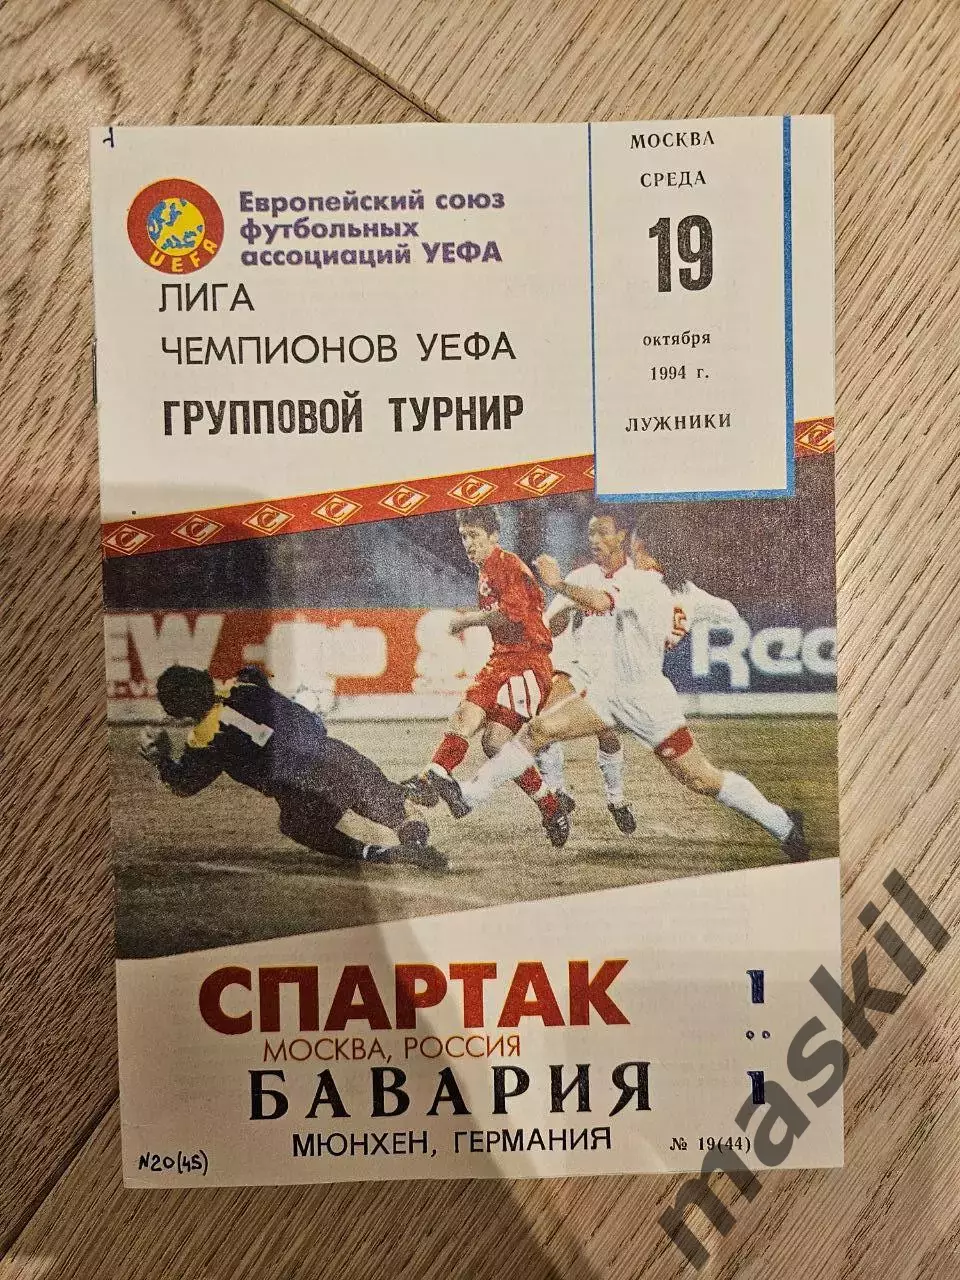 UEFA
Европейский союз
футбольных
ассоциаций УЕФА
ЛИГА
ЧЕМПИОНОВ УЕФА
ГРУППОВОЙ ТУРНИР
МОСКВА
СРЕДА
19
октября
1994 г.
ЛУЖНИКИ
СПАРТАК 1
МОСКВА, РОССИЯ
:
БАВАРИЯ 1
МЮНХЕН, ГЕРМАНИЯ
№ 19(44)
N20(45)
maskil